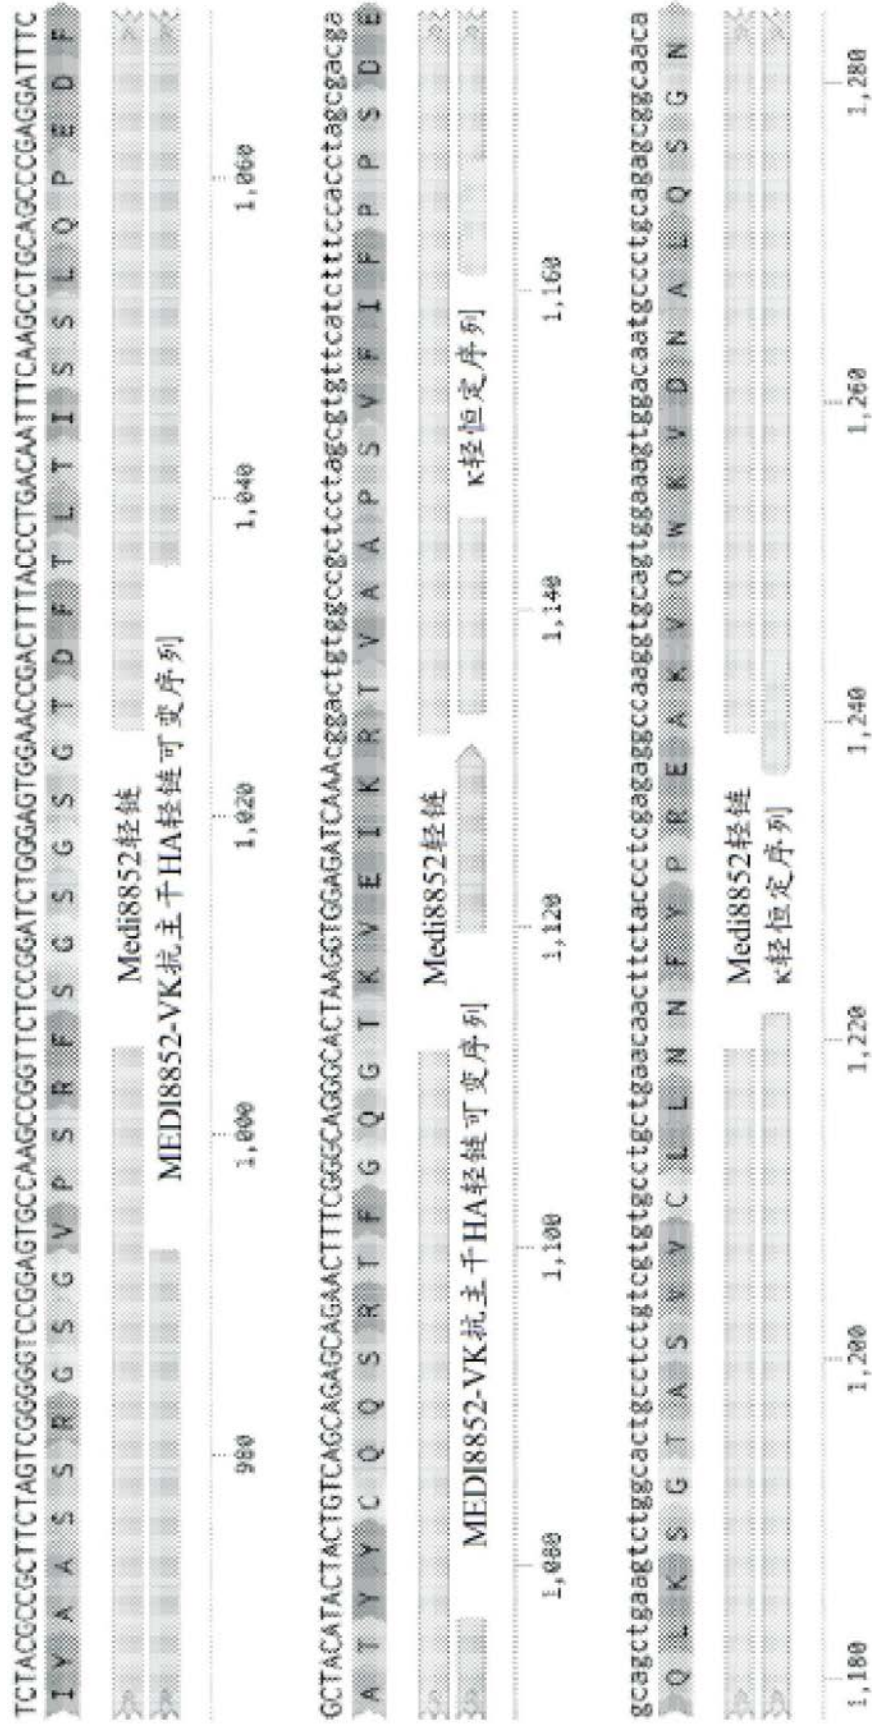 TCTACGCCGCTTCTAGTCGGGGGTCCGGAGTGCCAAGCCGGTTCTCCGGATCTGGGAGTGGAACCGACTTTACCCTGACAATTTCAAGCCTGCAGCCCGAGGATTTC
I Y A A S S R G S G V P S R F S G S G S G T D F T L T I S S L Q P E D F
Medi8852轻链
MEDI8852-VK抗主干HA轻链可变序列
980 1,000 1,020 1,040 1,060
GCTACATACTACTGTCAGCAGAGCAGAACTTTCGGGCAGGGCACTAAGGTGGAGATCAAACggactgtggccgctcctagcgtgttcatctttccacctagcgacga
A T Y Y C Q Q S R T F G Q G T K V E I K R T V A A P S V F I F P P S D E
Medi8852轻链
MEDI8852-VK抗主干HA轻链可变序列 κ轻恒定序列
1,080 1,100 1,120 1,140 1,160
gcagctgaagtctggcactgcctctgtcgtgtgcctgctgaacaacttctaccctcgagaggccaaggtgcagtggaaagtggacaatgccctgcagagcggcaaca
Q L K S G T A S V V C L L N N F Y P R E A K V Q W K V D N A L Q S G N
Medi8852轻链
κ轻恒定序列
1,180 1,200 1,220 1,240 1,260 1,280